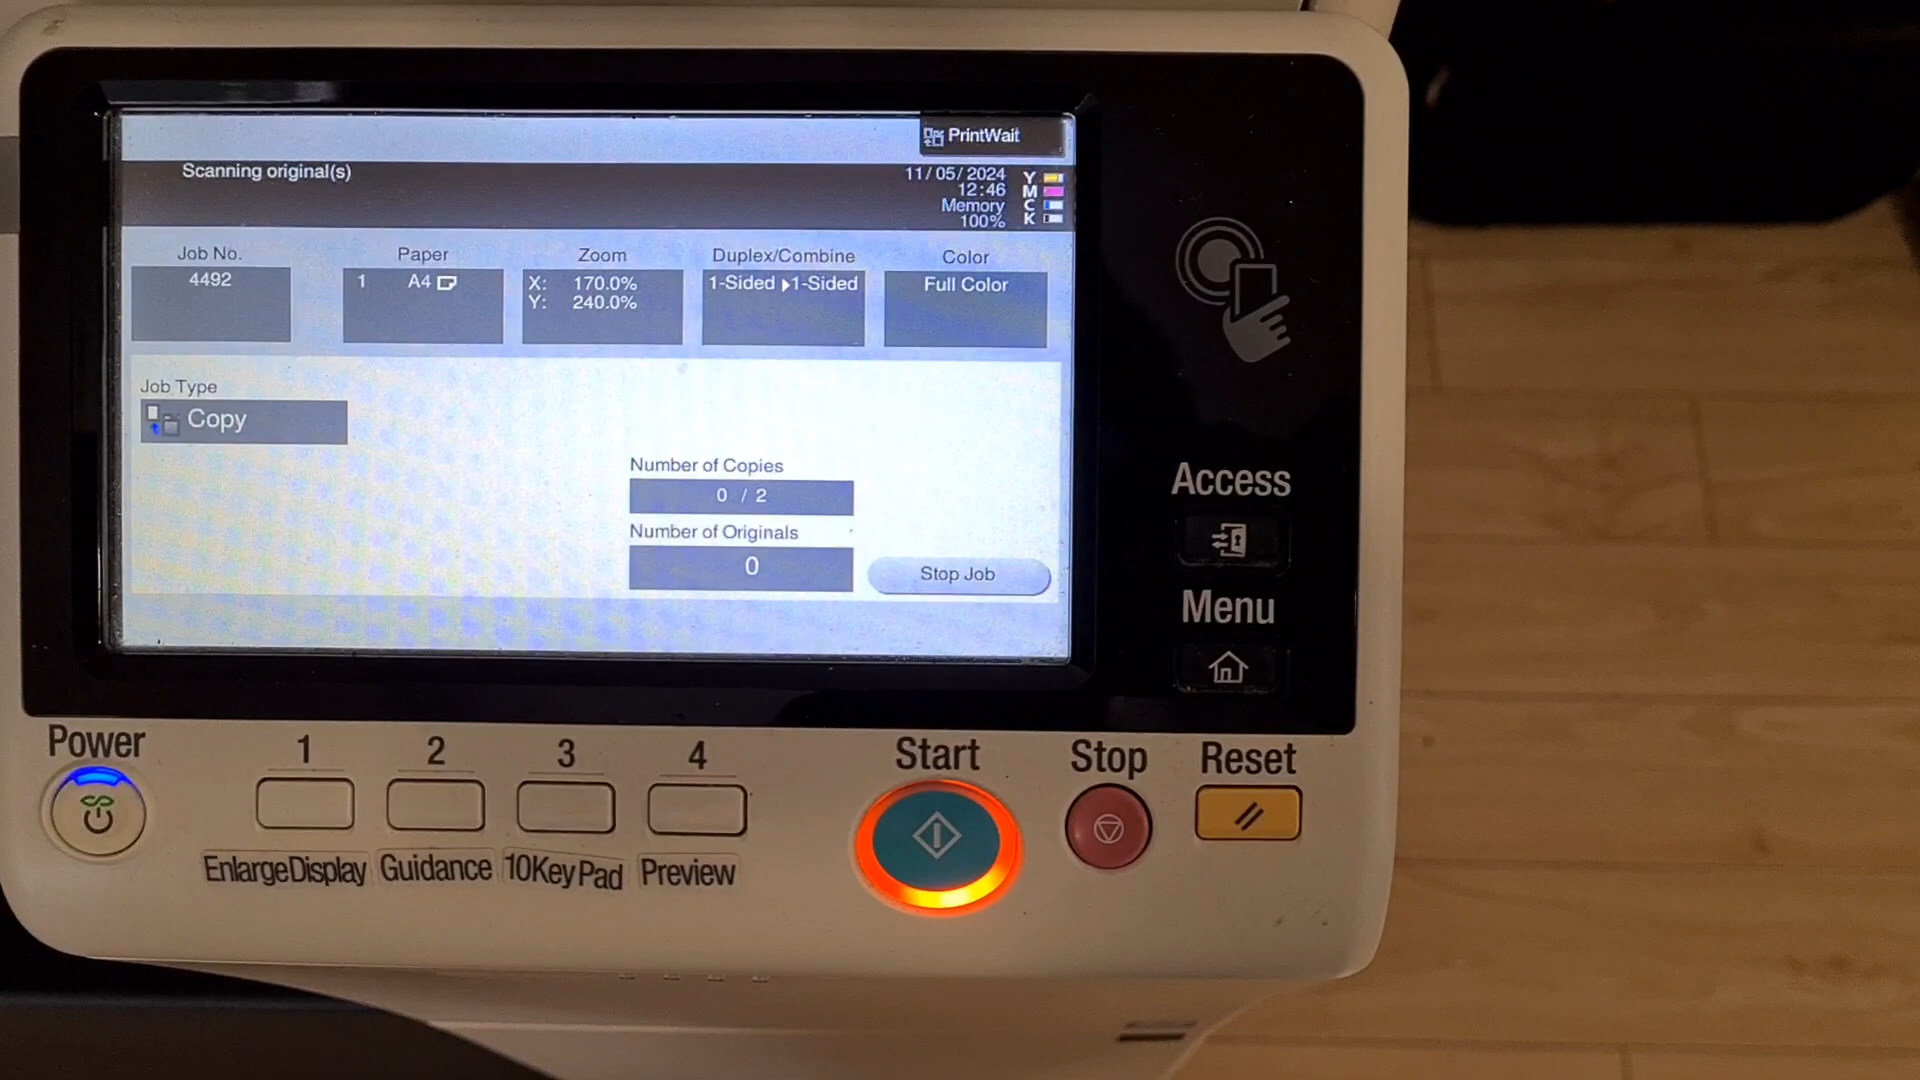 PrintWait
Scanning original(s)
11/05/2024
12:46
Memory
100%
Y
M
C
K
Job No.
4492
Paper
1 A4
Zoom
X: 170.0%
Y: 240.0%
Duplex/Combine
1-Sided ▶1-Sided
Color
Full Color
Job Type
Copy
Number of Copies
0 / 2
Number of Originals
0
Stop Job
Access
Menu
Power
1
2
3
4
Start
Stop
Reset
EnlargeDisplay
Guidance
10KeyPad
Preview